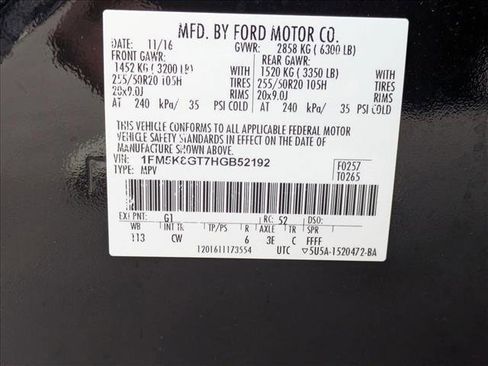 MFD. BY FORD MOTOR CO.
DATE: 11/16 GVWR: 2858 KG ( 6300 LB)
FRONT GAWR: REAR GAWR:
1452 KG ( 3200 LB) WITH 1520 KG ( 3350 LB) WITH
255/50R20 105H TIRES 255/50R20 105H TIRES
20x9.0J RIMS 20x9.0J RIMS
AT 240 kPa/ 35 PSI COLD AT 240 kPa/ 35 PSI COLD
THIS VEHICLE CONFORMS TO ALL APPLICABLE FEDERAL MOTOR
VEHICLE SAFETY STANDARDS IN EFFECT ON THE DATE OF
MANUFACTURE SHOWN ABOVE.
VIN: 1FM5K8GT7HGB52192 F0257
TYPE: MPV T0265
EXT PNT: G1 RC: 52 DSO:
WB INT TR TP/PS R AXLE TR SPR
113 CW 6 3E C FFFF
1201611173554 UTC ▽5U5A-1520472-BA